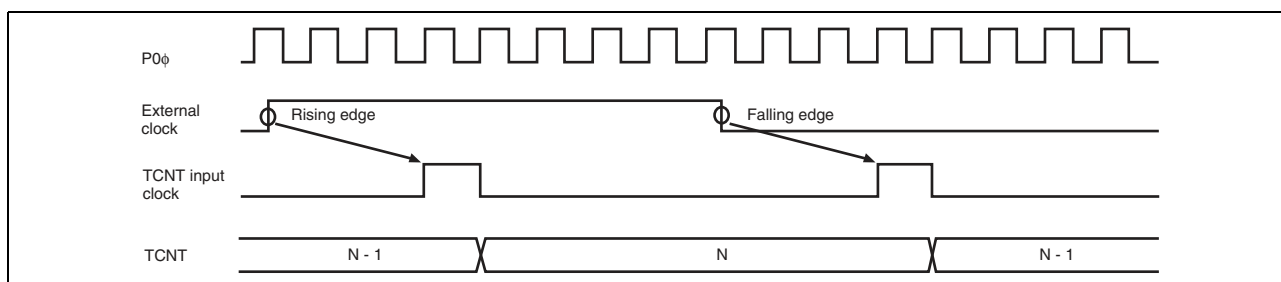 P0ϕ
External
clock
Rising edge
Falling edge
TCNT input
clock
TCNT
N - 1
N
N - 1